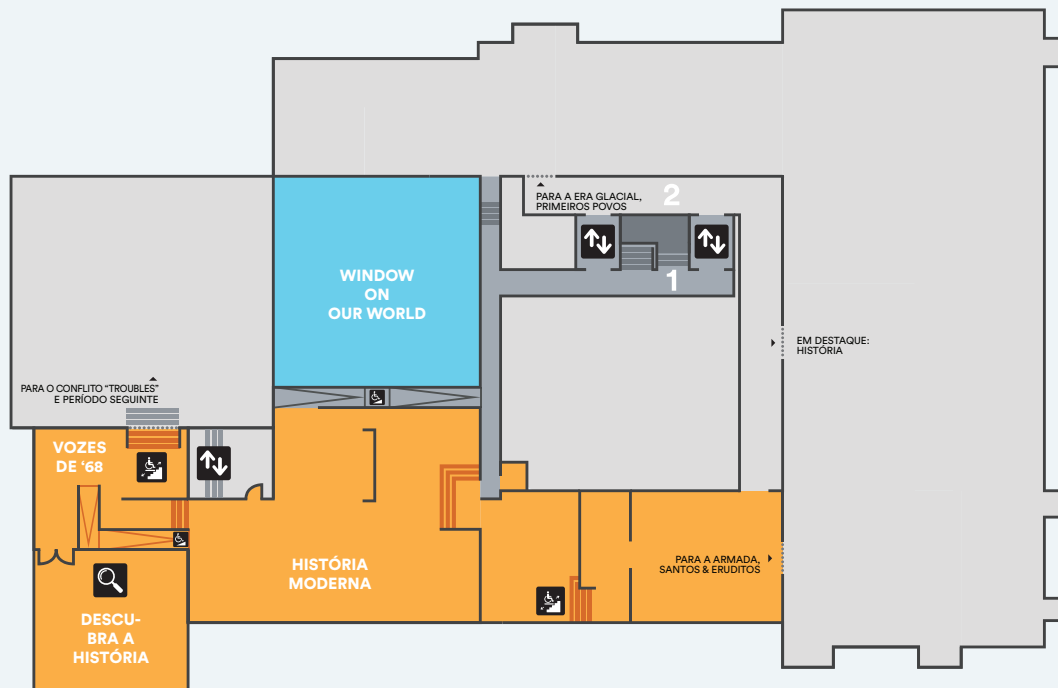 PARA A ERA GLACIAL,
PRIMEIROS POVOS
2
1
WINDOW
ON
OUR WORLD
EM DESTAQUE:
HISTÓRIA
PARA O CONFLITO “TROUBLES”
E PERÍODO SEGUINTE
VOZES
DE ‘68
HISTÓRIA
MODERNA
PARA A ARMADA,
SANTOS & ERUDITOS
DESCU-
BRA A
HISTÓRIA